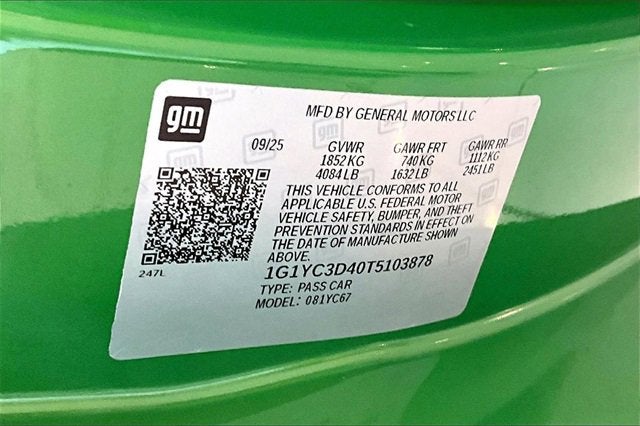 gm
MFD BY GENERAL MOTORS LLC
09/25 GVWR GAWR FRT GAWR RR
1852 KG 740 KG 1112 KG
4084 LB 1632 LB 2451 LB
THIS VEHICLE CONFORMS TO ALL
APPLICABLE U.S. FEDERAL MOTOR
VEHICLE SAFETY, BUMPER, AND THEFT
PREVENTION STANDARDS IN EFFECT ON
THE DATE OF MANUFACTURE SHOWN
ABOVE.
247L
1G1YC3D40T5103878
TYPE: PASS CAR
MODEL: 081YC67